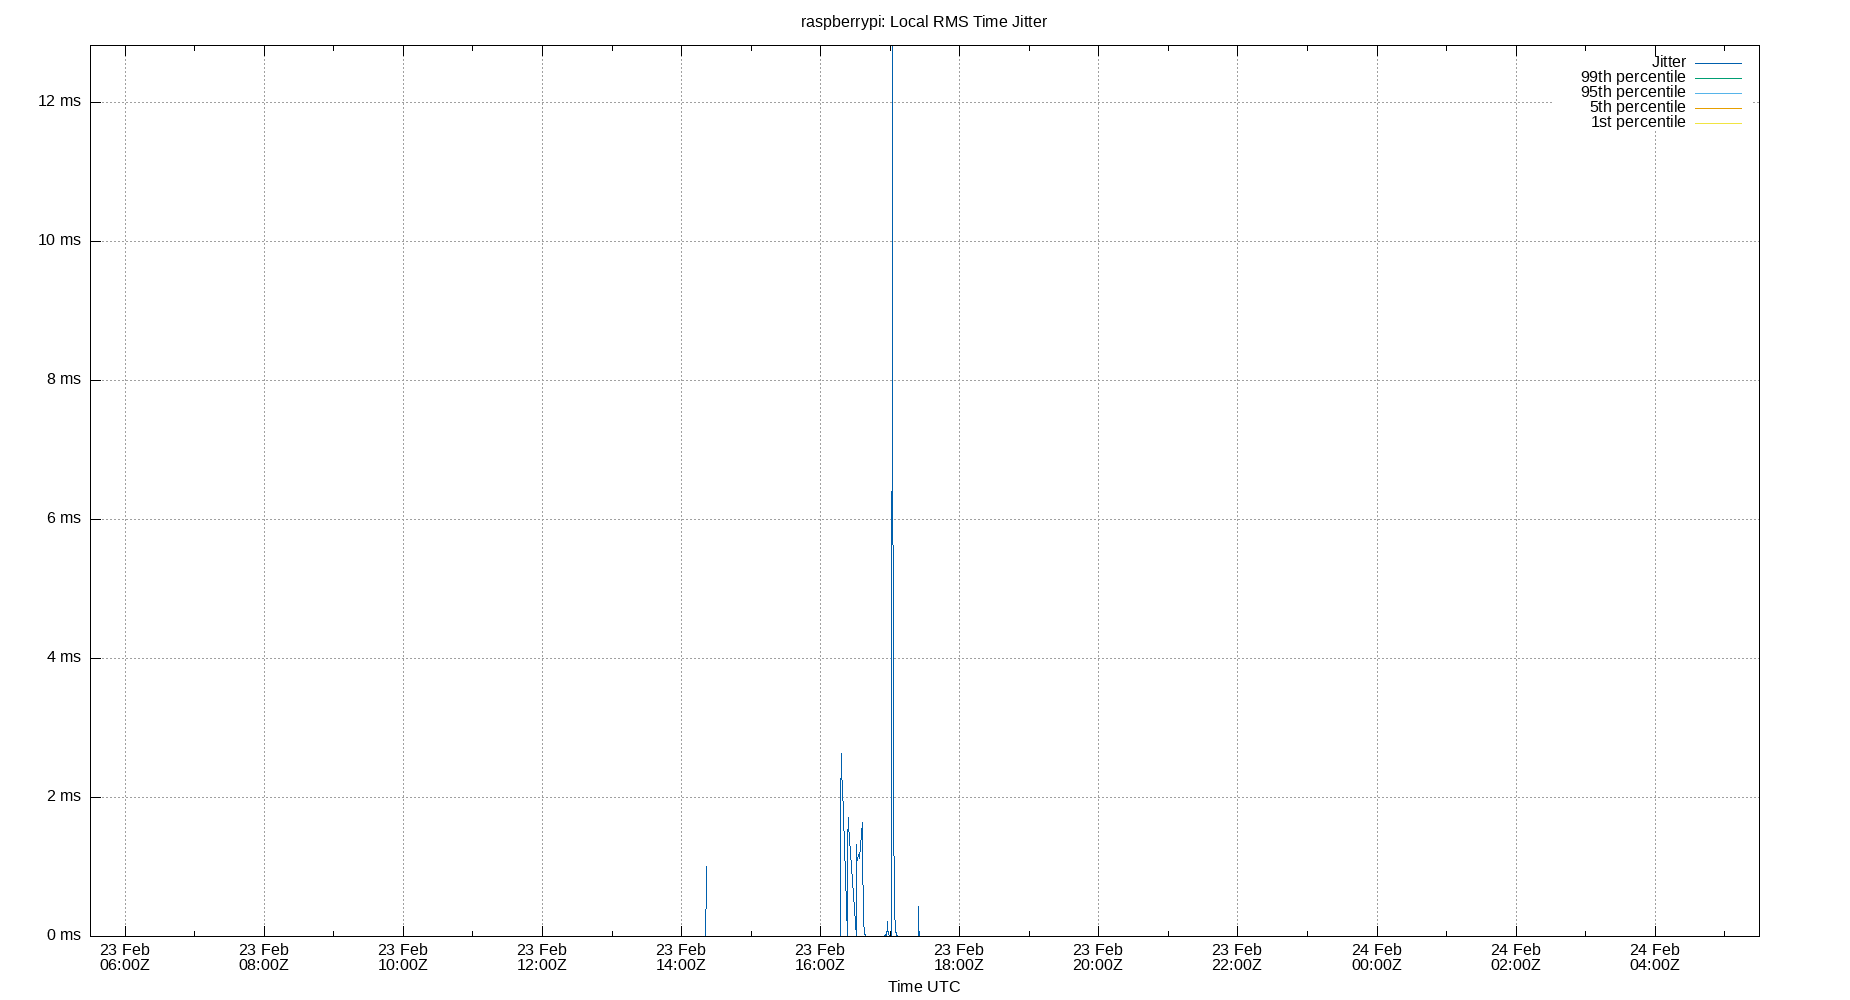 raspberrypi: Local RMS Time Jitter
Jitter
99th percentile
95th percentile
5th percentile
1st percentile
12 ms
10 ms
8 ms
6 ms
4 ms
2 ms
0 ms
23 Feb 23 Feb 23 Feb 23 Feb 23 Feb 23 Feb 23 Feb 23 Feb 23 Feb 24 Feb 24 Feb 24 Feb
06:00Z 08:00Z 10:00Z 12:00Z 14:00Z 16:00Z 18:00Z 20:00Z 22:00Z 00:00Z 02:00Z 04:00Z
Time UTC